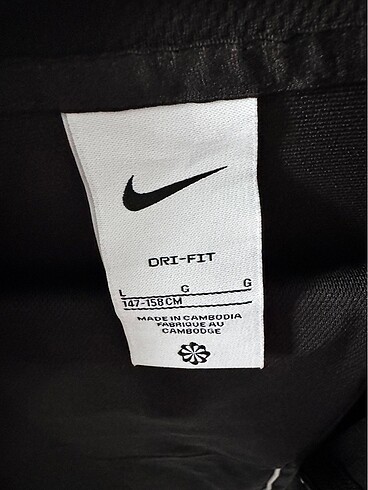 DRI-FIT
L G G
147-158CM
MADE IN CAMBODIA
FABRIQUE AU
CAMBODGE